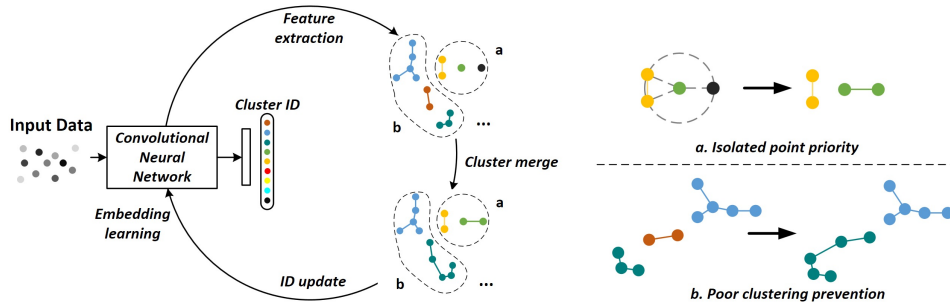 Feature
extraction
a
b
...
Cluster ID
Input Data
Convolutional
Neural
Network
Cluster merge
Embedding
learning
a
b
...
ID update
a. Isolated point priority
b. Poor clustering prevention